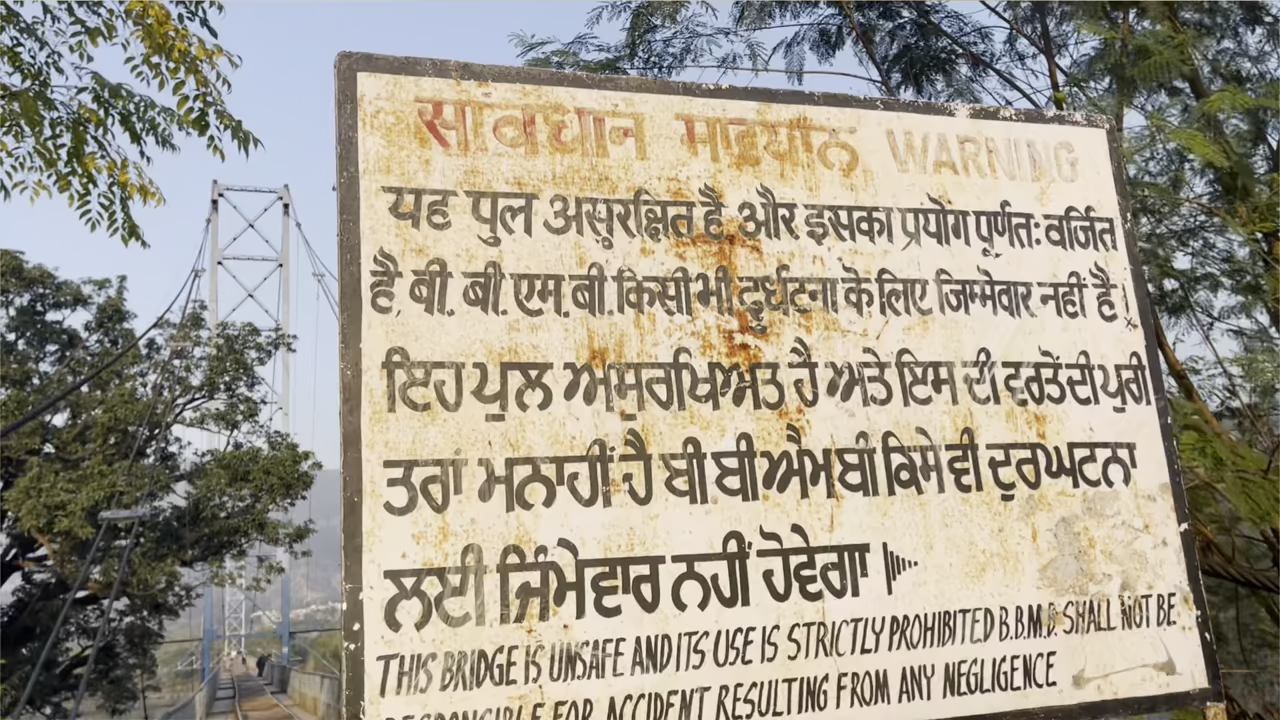 सावधान ਸਾਵਧਾਨ WARNING
यह पुल असुरक्षित है और इसका प्रयोग पूर्णतः वर्जित
है, बी. बी. एम. बी. किसी भी दुर्घटना के लिए जिम्मेवार नहीं है!
ਇਹ ਪੁਲ ਅਸੁਰਖਿਅਤ ਹੈ ਅਤੇ ਇਸ ਦੀ ਵਰਤੋਂ ਦੀ ਪੁਰੀ
ਤਰਾਂ ਮਨਾਹੀਂ ਹੈ ਬੀ.ਬੀ ਐਮ ਬੀ ਕਿਸੇ ਵੀ ਦੁਰਘਟਨਾ
ਲਈ ਜਿੰਮੇਵਾਰ ਨਹੀਂ ਹੋਵੇਗਾ
THIS BRIDGE IS UNSAFE AND ITS USE IS STRICTLY PROHIBITED B.B.M.B. SHALL NOT BE
RESPONSIBLE FOR ACCIDENT RESULTING FROM ANY NEGLIGENCE